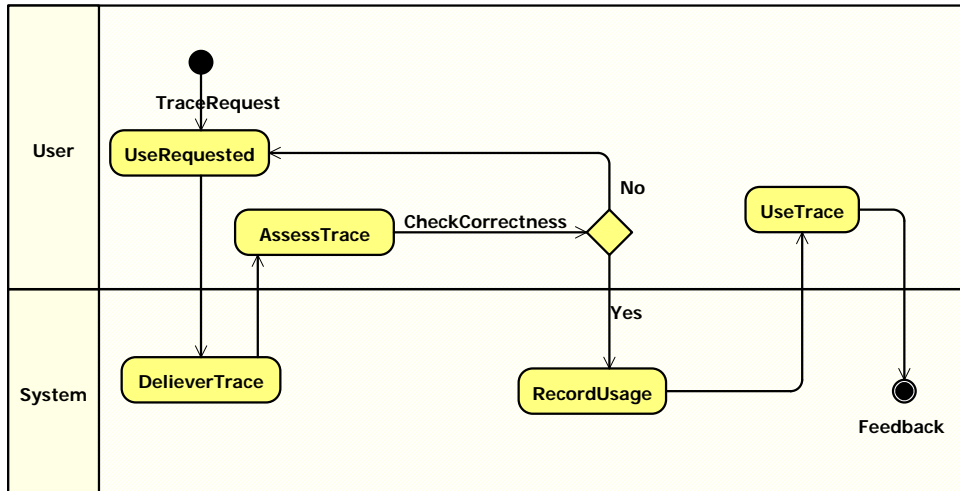 TraceRequest
User
UseRequested
No
UseTrace
CheckCorrectness
AssessTrace
Yes
DelieverTrace
System
RecordUsage
Feedback